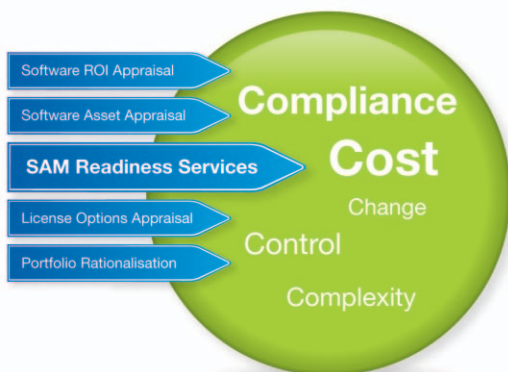 Software ROI Appraisal
Software Asset Appraisal
SAM Readiness Services
License Options Appraisal
Portfolio Rationalisation
Compliance
Cost
Change
Control
Complexity